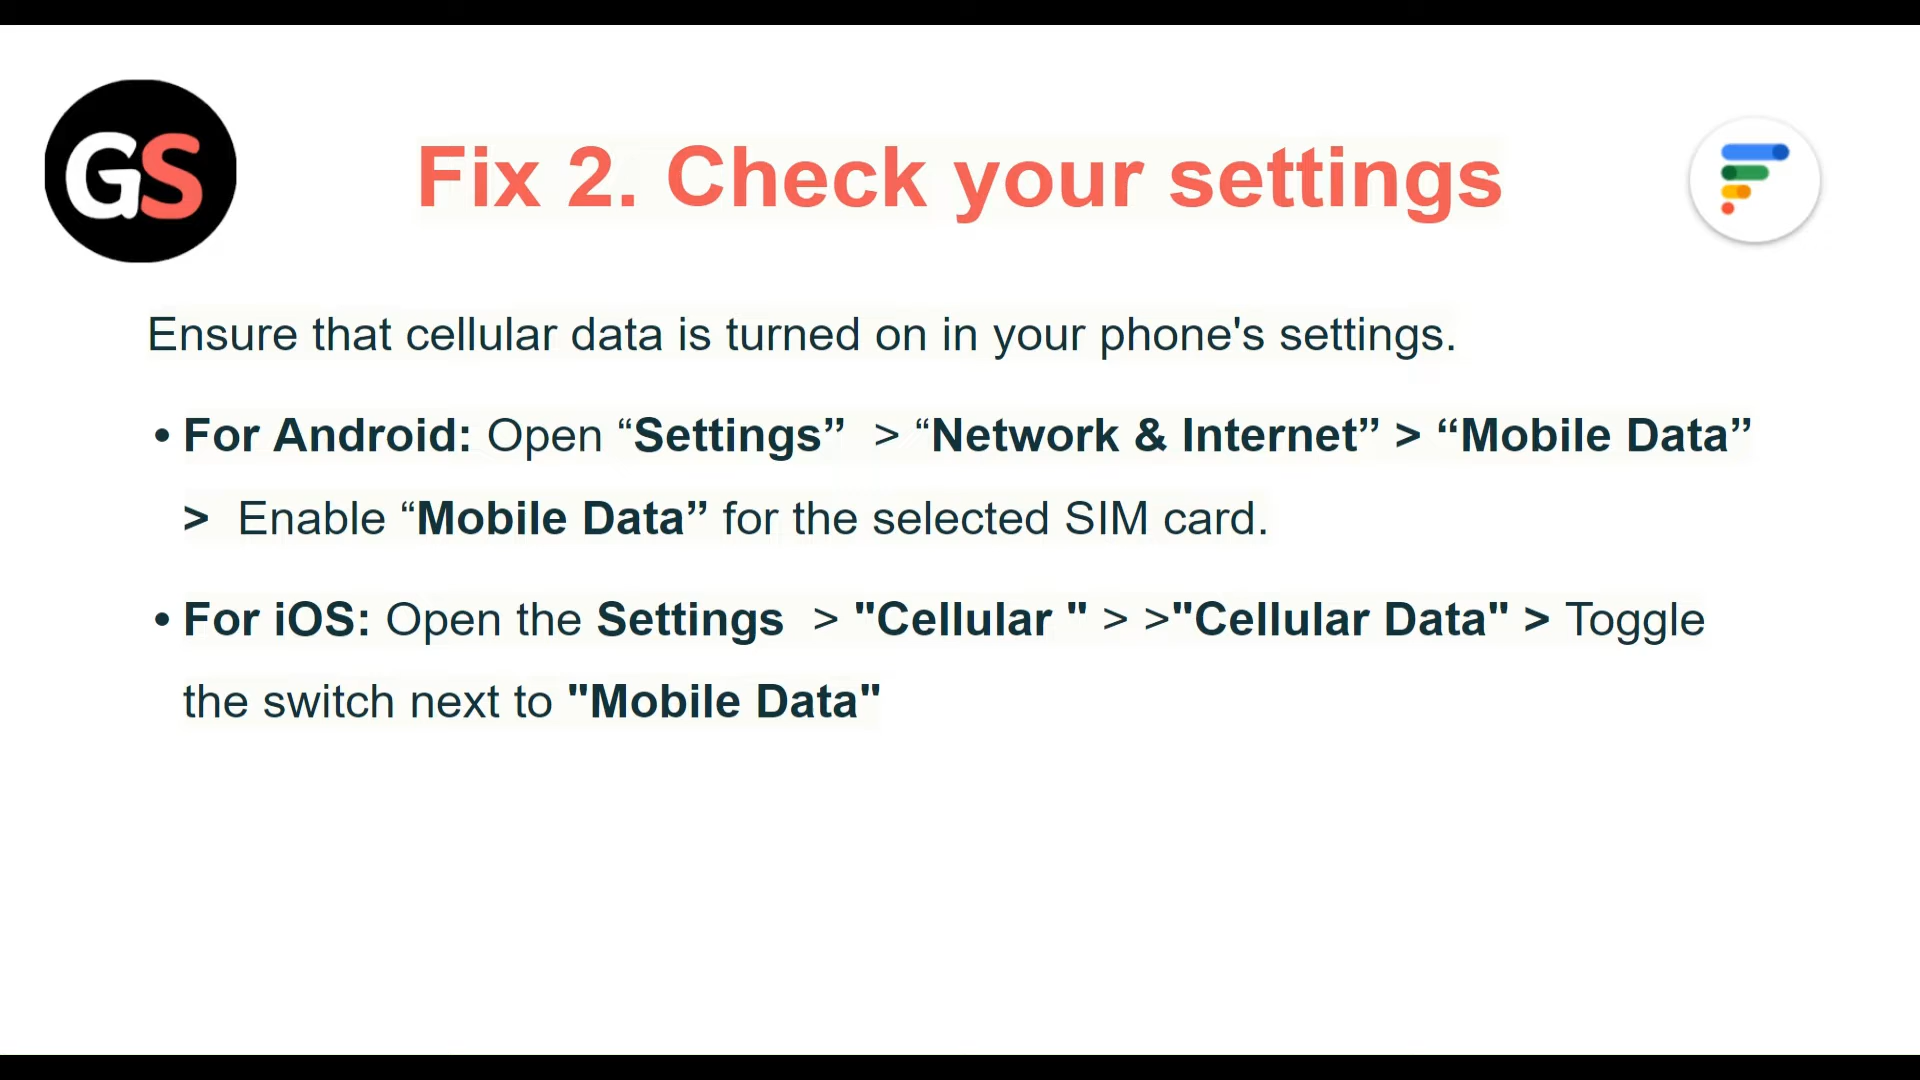 GS
Fix 2. Check your settings
Ensure that cellular data is turned on in your phone's settings.
• For Android: Open “Settings” > “Network & Internet” > “Mobile Data”
> Enable “Mobile Data” for the selected SIM card.
• For iOS: Open the Settings > "Cellular " > >"Cellular Data" > Toggle
the switch next to "Mobile Data"